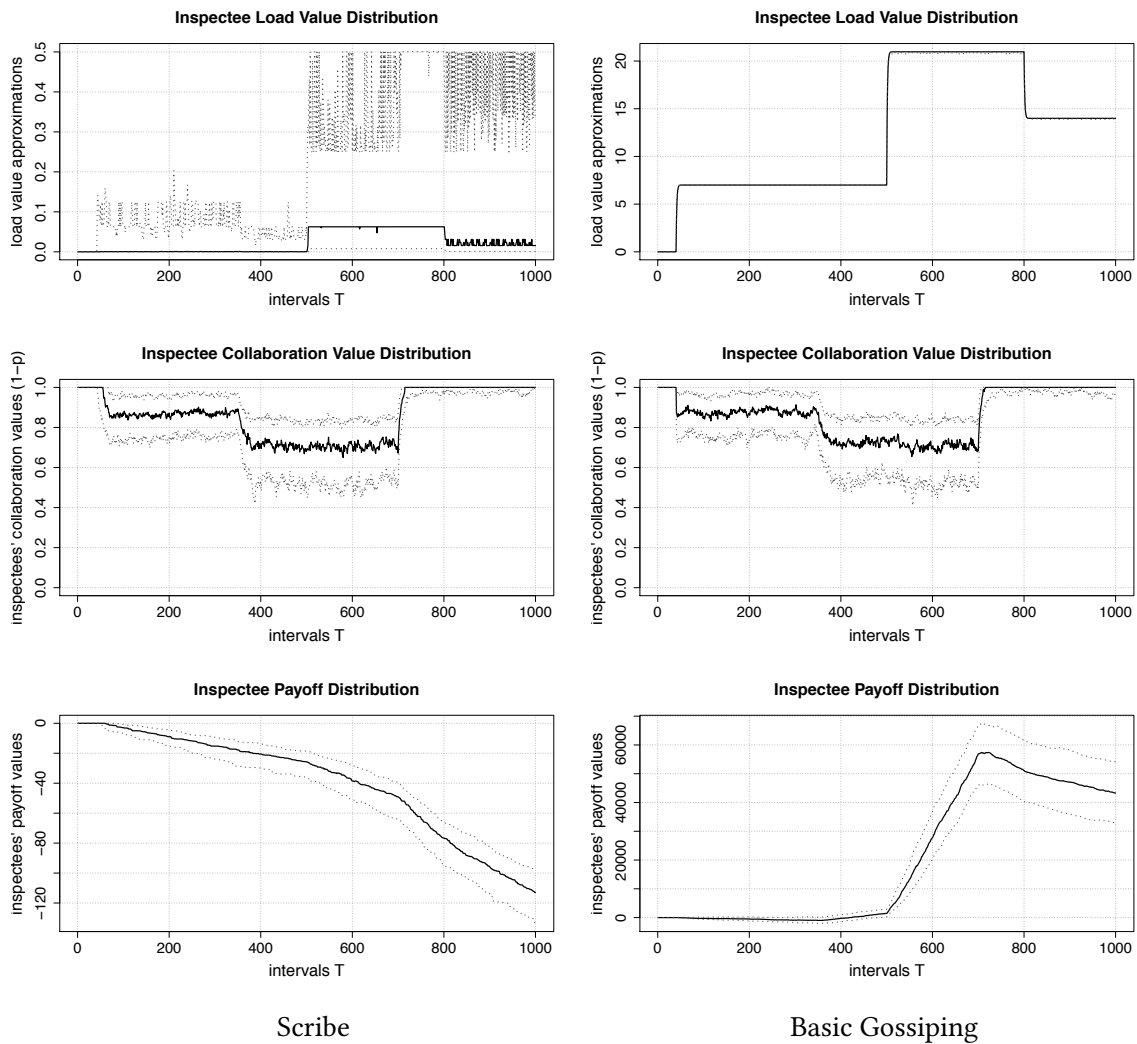 Inspectee Load Value Distribution
load value approximations
0.5
0.4
0.3
0.2
0.1
0.0
0 200 400 600 800 1000
intervals T
Inspectee Load Value Distribution
load value approximations
20
15
10
5
0
0 200 400 600 800 1000
intervals T
Inspectee Collaboration Value Distribution
inspectees' collaboration values (1−p)
1.0
0.8
0.6
0.4
0.2
0.0
0 200 400 600 800 1000
intervals T
Inspectee Collaboration Value Distribution
inspectees' collaboration values (1−p)
1.0
0.8
0.6
0.4
0.2
0.0
0 200 400 600 800 1000
intervals T
Inspectee Payoff Distribution
inspectees' payoff values
0
−40
−80
−120
0 200 400 600 800 1000
intervals T
Inspectee Payoff Distribution
inspectees' payoff values
60000
40000
20000
0
0 200 400 600 800 1000
intervals T
Scribe
Basic Gossiping